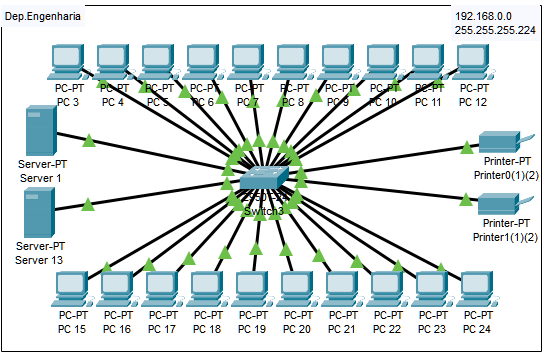 Dep.Engenharia
192.168.0.0
255.255.255.224
PC-PT PC-PT PC-PT PC-PT PC-PT PC-PT PC-PT PC-PT PC-PT PC-PT
PC 3 PC 4 PC 5 PC 6 PC 7 PC 8 PC 9 PC 10 PC 11 PC 12
Server-PT
Server 1
Printer-PT
Printer0(1)(2)
Switch3
Server-PT
Server 13
Printer-PT
Printer1(1)(2)
PC-PT PC-PT PC-PT PC-PT PC-PT PC-PT PC-PT PC-PT PC-PT PC-PT
PC 15 PC 16 PC 17 PC 18 PC 19 PC 20 PC 21 PC 22 PC 23 PC 24